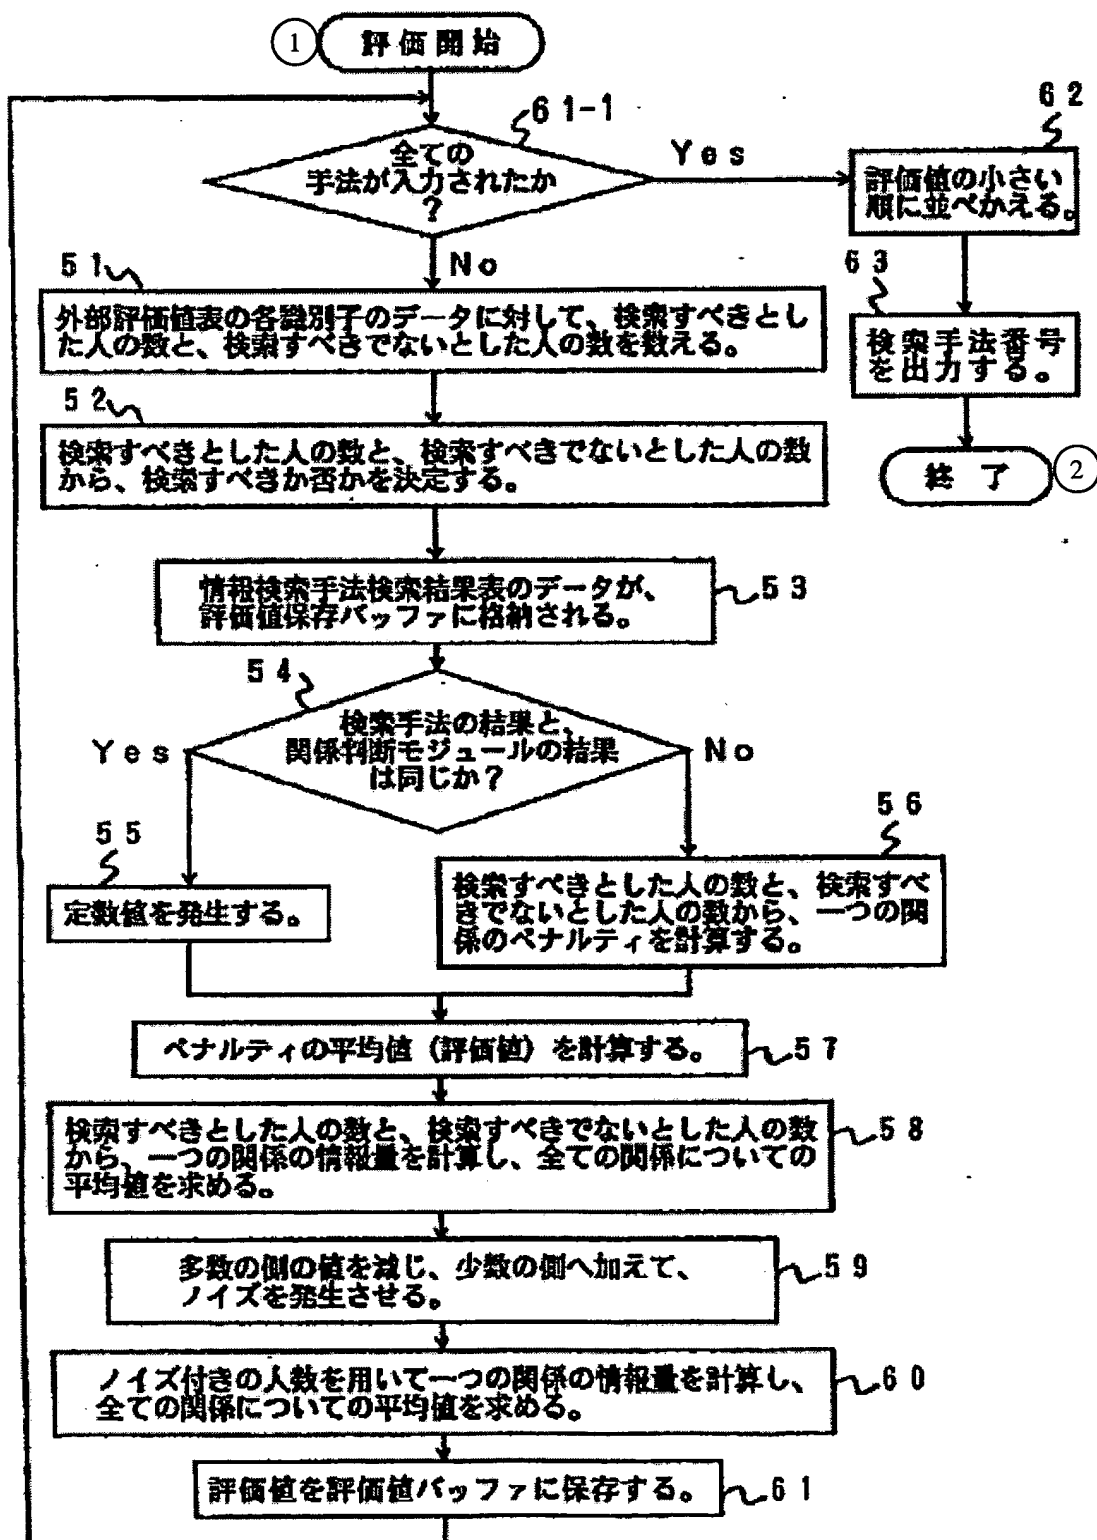 ① 評価開始
61-1
全ての
手法が入力されたか
?
Yes
No
62
評価値の小さい
順に並べかえる。
63
検索手法番号
を出力する。
終了 ②
51
外部評価値表の各識別子のデータに対して、検索すべきとし
た人の数と、検索すべきでないとした人の数を数える。
52
検索すべきとした人の数と、検索すべきでないとした人の数
から、検索すべきか否かを決定する。
情報検索手法検索結果表のデータが、
評価値保存バッファに格納される。
53
54
検索手法の結果と、
関係判断モジュールの結果
は同じか?
Yes
No
55
定数値を発生する。
56
検索すべきとした人の数と、検索すべ
きでないとした人の数から、一つの関
係のペナルティを計算する。
ペナルティの平均値(評価値)を計算する。
57
検索すべきとした人の数と、検索すべきでないとした人の数
から、一つの関係の情報量を計算し、全ての関係についての
平均値を求める。
58
多数の側の値を減じ、少数の側へ加えて、
ノイズを発生させる。
59
ノイズ付きの人数を用いて一つの関係の情報量を計算し、
全ての関係についての平均値を求める。
60
評価値を評価値バッファに保存する。
61